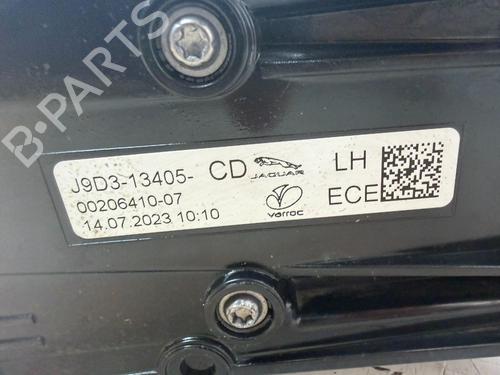 B-PARTS
J9D3-13405- CD JAGUAR LH
00206410-07 varroc ECE
14.07.2023 10:10